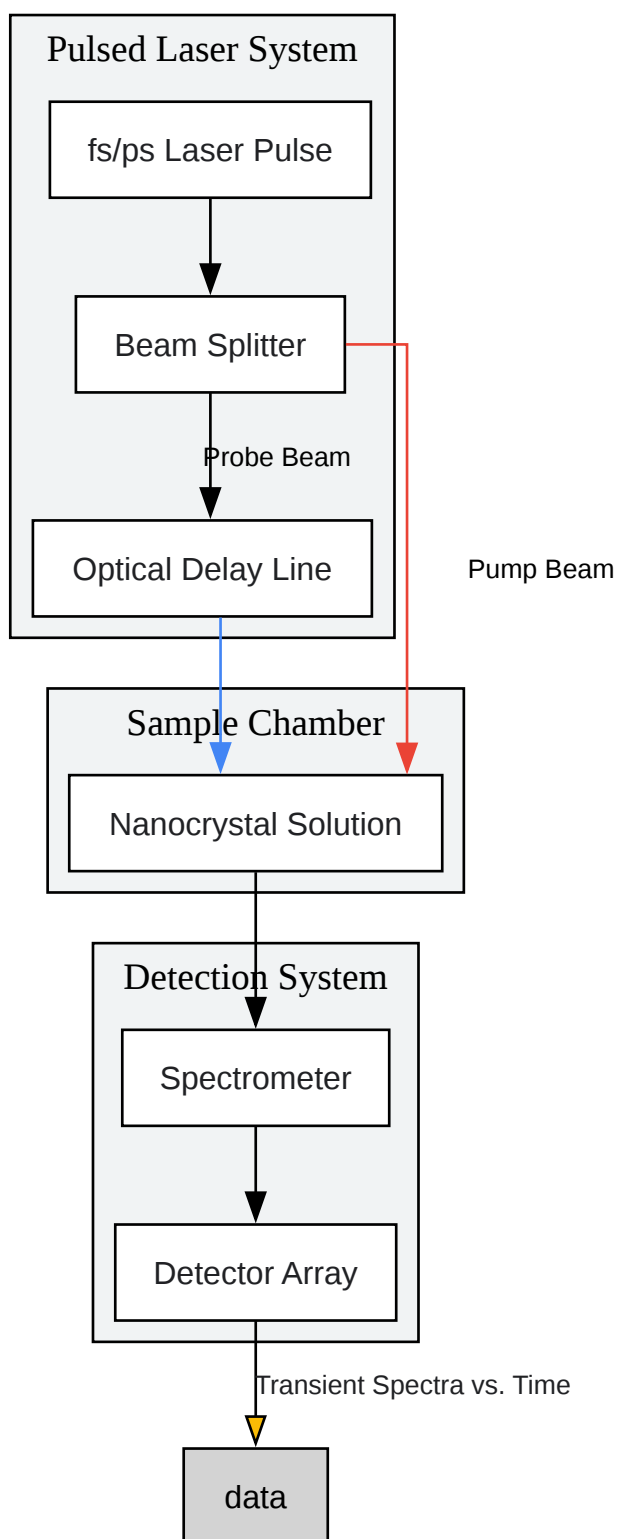 Pulsed Laser System
fs/ps Laser Pulse
Beam Splitter
Probe Beam
Optical Delay Line
Pump Beam
Sample Chamber
Nanocrystal Solution
Detection System
Spectrometer
Detector Array
Transient Spectra vs. Time
data